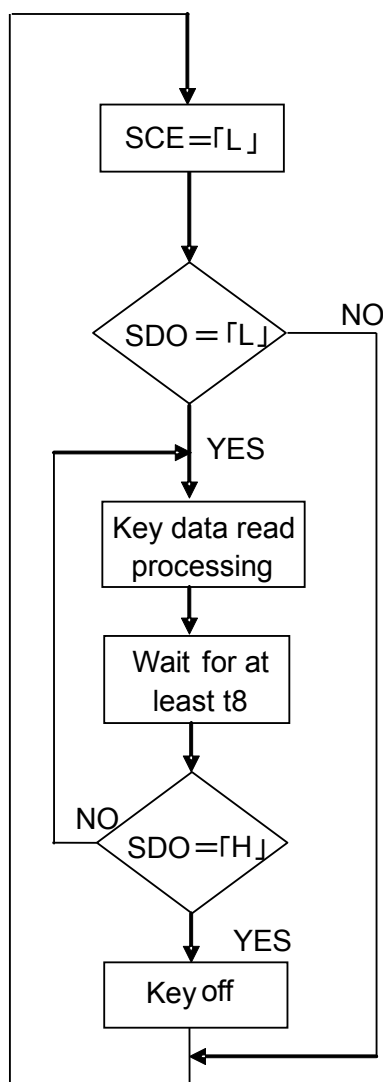 SCE=「L」
SDO=「L」
NO
YES
Key data read
processing
Wait for at
least t8
NO
SDO=「H」
YES
Key off